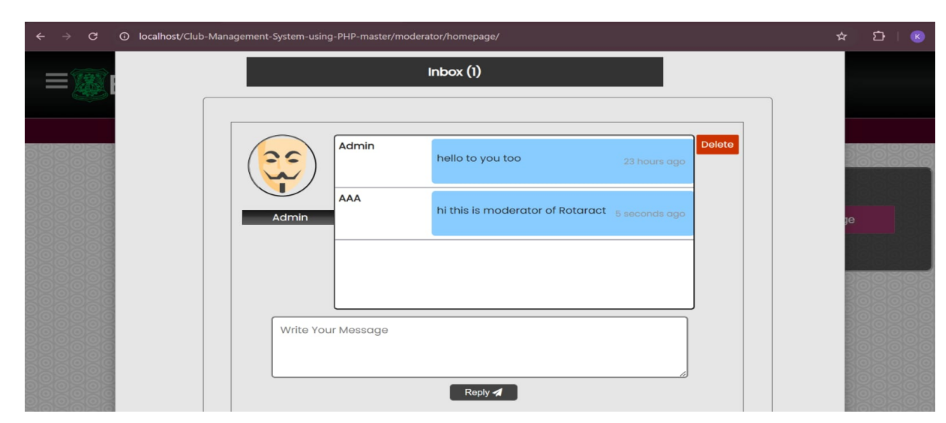 localhost/Club-Management-System-using-PHP-master/moderator/homepage/
K
Inbox (1)
Admin
hello to you too
23 hours ago
Delete
AAA
hi this is moderator of Rotaract
5 seconds ago
Admin
Write Your Message
Reply